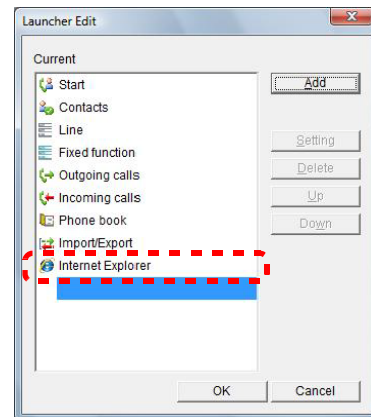 Launcher Edit
Current
Start
Contacts
Line
Fixed function
Outgoing calls
Incoming calls
Phone book
Import/Export
Internet Explorer
Add
Setting
Delete
Up
Down
OK
Cancel